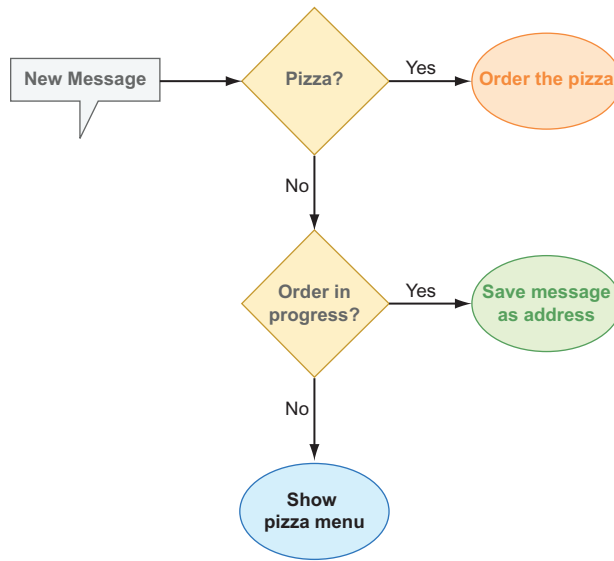 New Message
Pizza?
Yes
Order the pizza
No
Order in
progress?
Yes
Save message
as address
No
Show
pizza menu